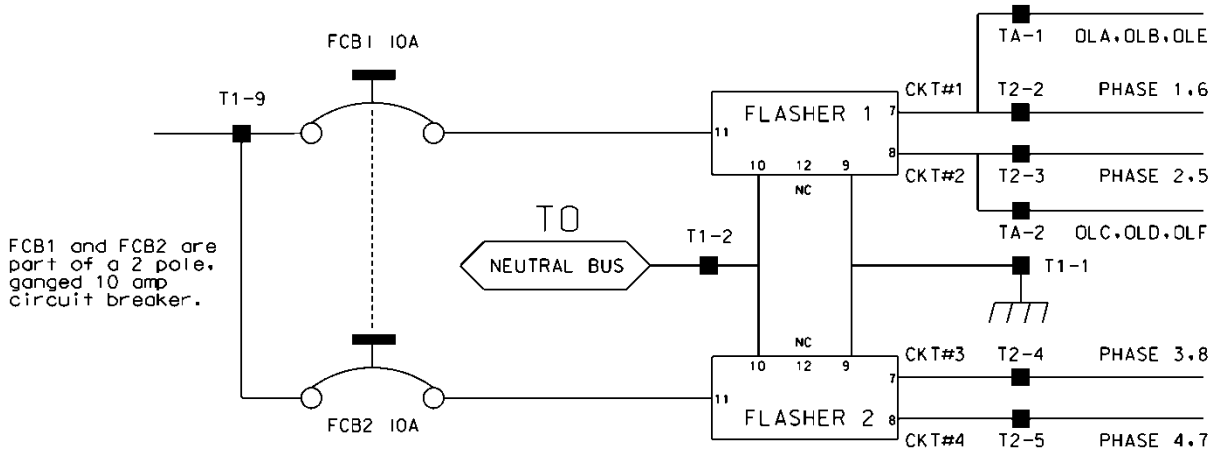 FCB1 10A
T1-9
FCB1 and FCB2 are
part of a 2 pole,
ganged 10 amp
circuit breaker.
FCB2 10A
TO
NEUTRAL BUS
T1-2
FLASHER 1
11
7
8
10 12 9
NC
CKT#1
CKT#2
TA-1 OLA,OLB,OLE
T2-2 PHASE 1,6
T2-3 PHASE 2,5
TA-2 OLC,OLD,OLF
T1-1
NC
10 12 9
11
7
8
FLASHER 2
CKT#3 T2-4 PHASE 3,8
CKT#4 T2-5 PHASE 4,7